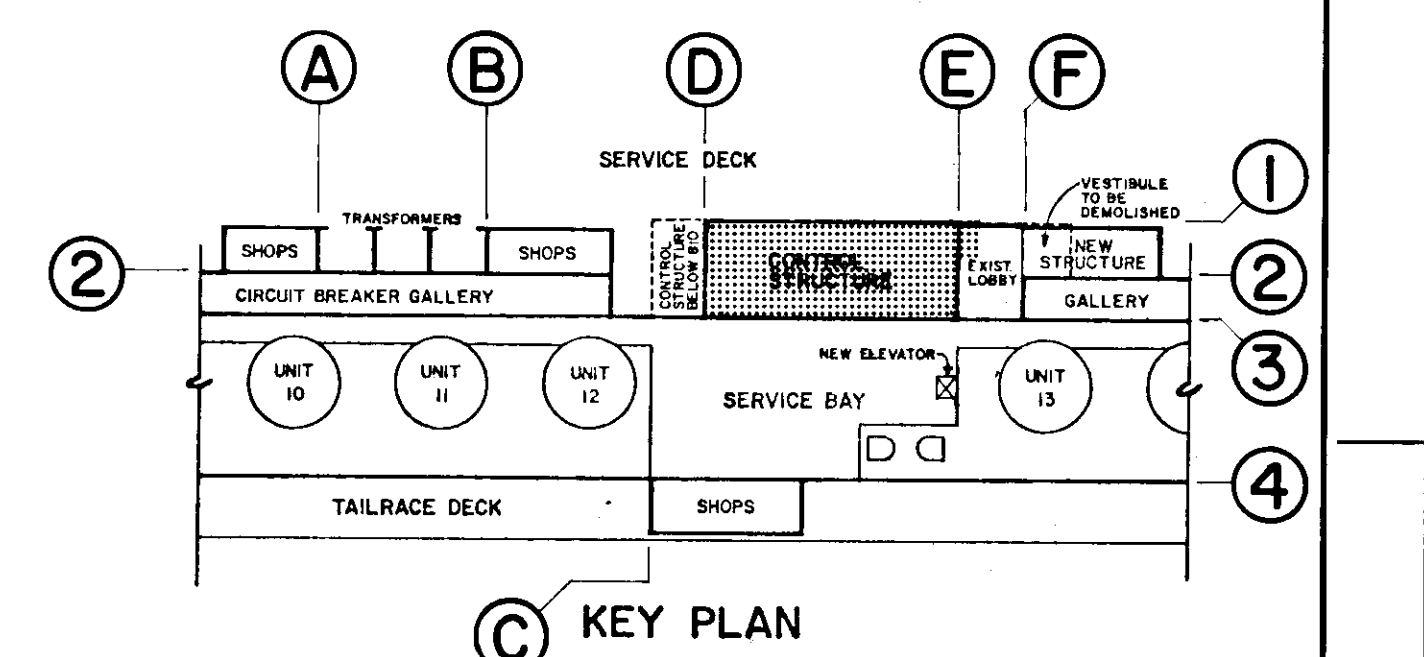 A B D E F
SERVICE DECK
1
VESTIBULE
TO BE
DEMOLISHED
TRANSFORMERS
2
SHOPS
SHOPS
CONTROL
STRUCTURE
BELOW 810
CONTROL
STRUCTURE
EXIST.
LOBBY
NEW
STRUCTURE
2
CIRCUIT BREAKER GALLERY
GALLERY
3
NEW ELEVATOR
UNIT
10
UNIT
11
UNIT
12
SERVICE BAY
UNIT
13
4
TAILRACE DECK
SHOPS
C
KEY PLAN